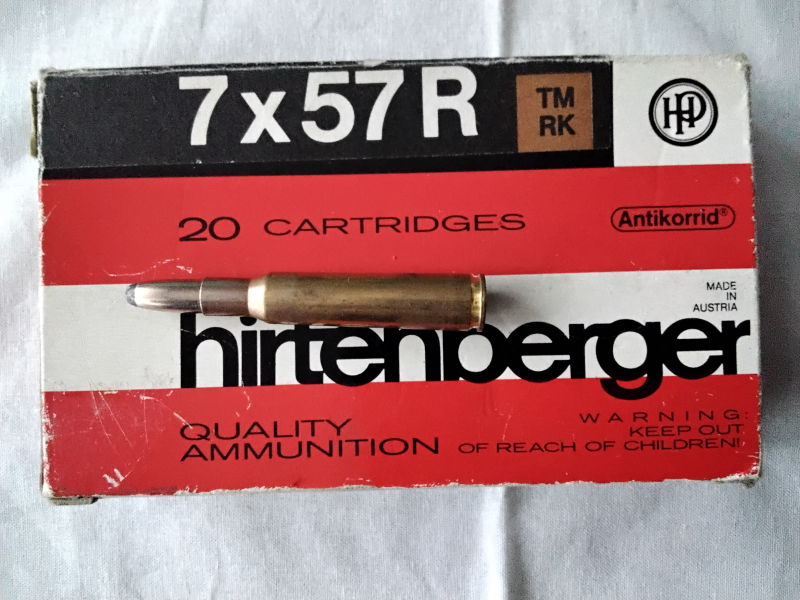 7x57R
TM
RK
HP
20 CARTRIDGES
Antikorrid®
MADE
IN
AUSTRIA
hirtenberger
QUALITY
AMMUNITION
WARNING:
KEEP OUT
OF REACH OF CHILDREN!